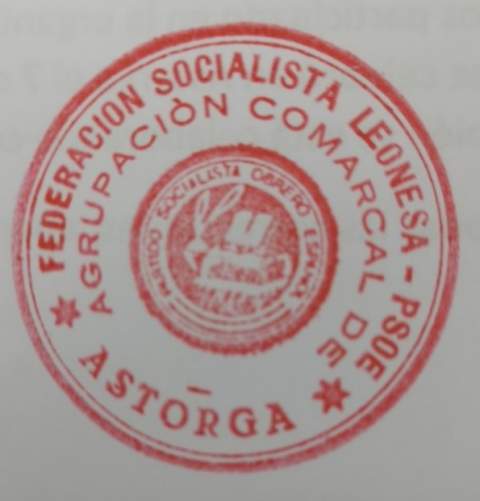 FEDERACION SOCIALISTA LEONESA - PSOE
AGRUPACIÒN COMARCAL DE
ASTORGA
PARTIDO SOCIALISTA OBRERO ESPAÑOL